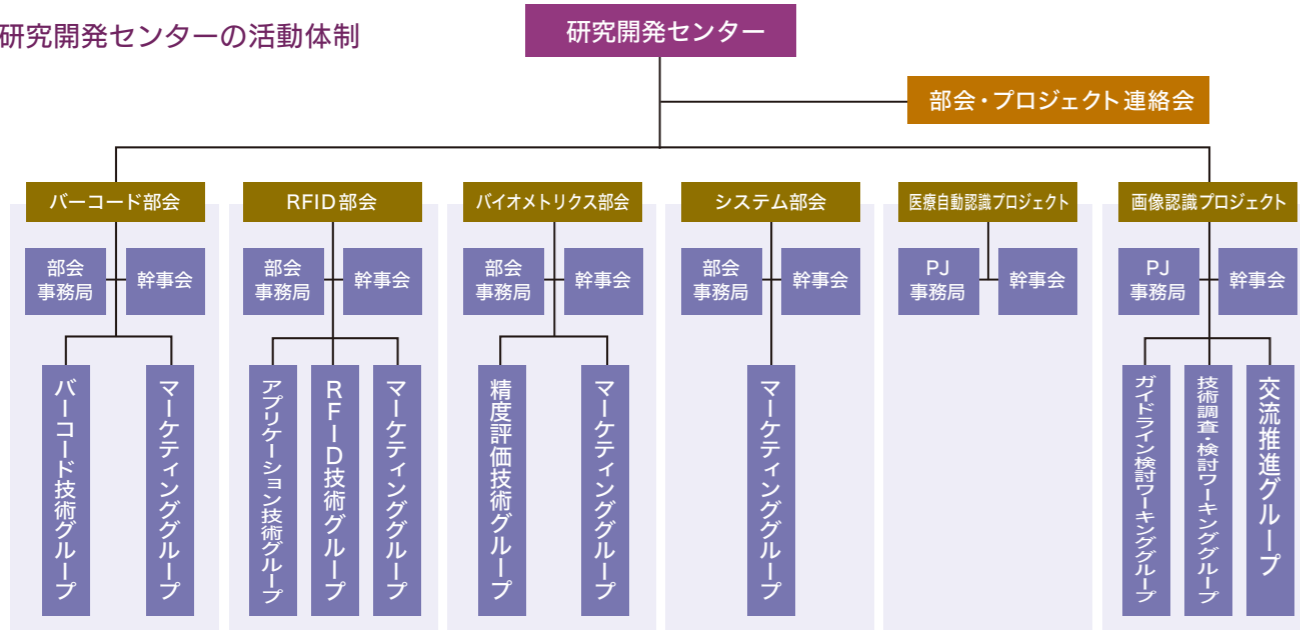 研究開発センターの活動体制
研究開発センター
部会・プロジェクト連絡会
バーコード部会
部会
事務局
幹事会
バーコード技術グループ
マーケティンググループ
RFID部会
部会
事務局
幹事会
アプリケーション技術グループ
RFID技術グループ
マーケティンググループ
バイオメトリクス部会
部会
事務局
幹事会
精度評価技術グループ
マーケティンググループ
システム部会
部会
事務局
幹事会
マーケティンググループ
医療自動認識プロジェクト
PJ
事務局
幹事会
画像認識プロジェクト
PJ
事務局
幹事会
ガイドライン検討ワーキンググループ
技術調査・検討ワーキンググループ
交流推進グループ